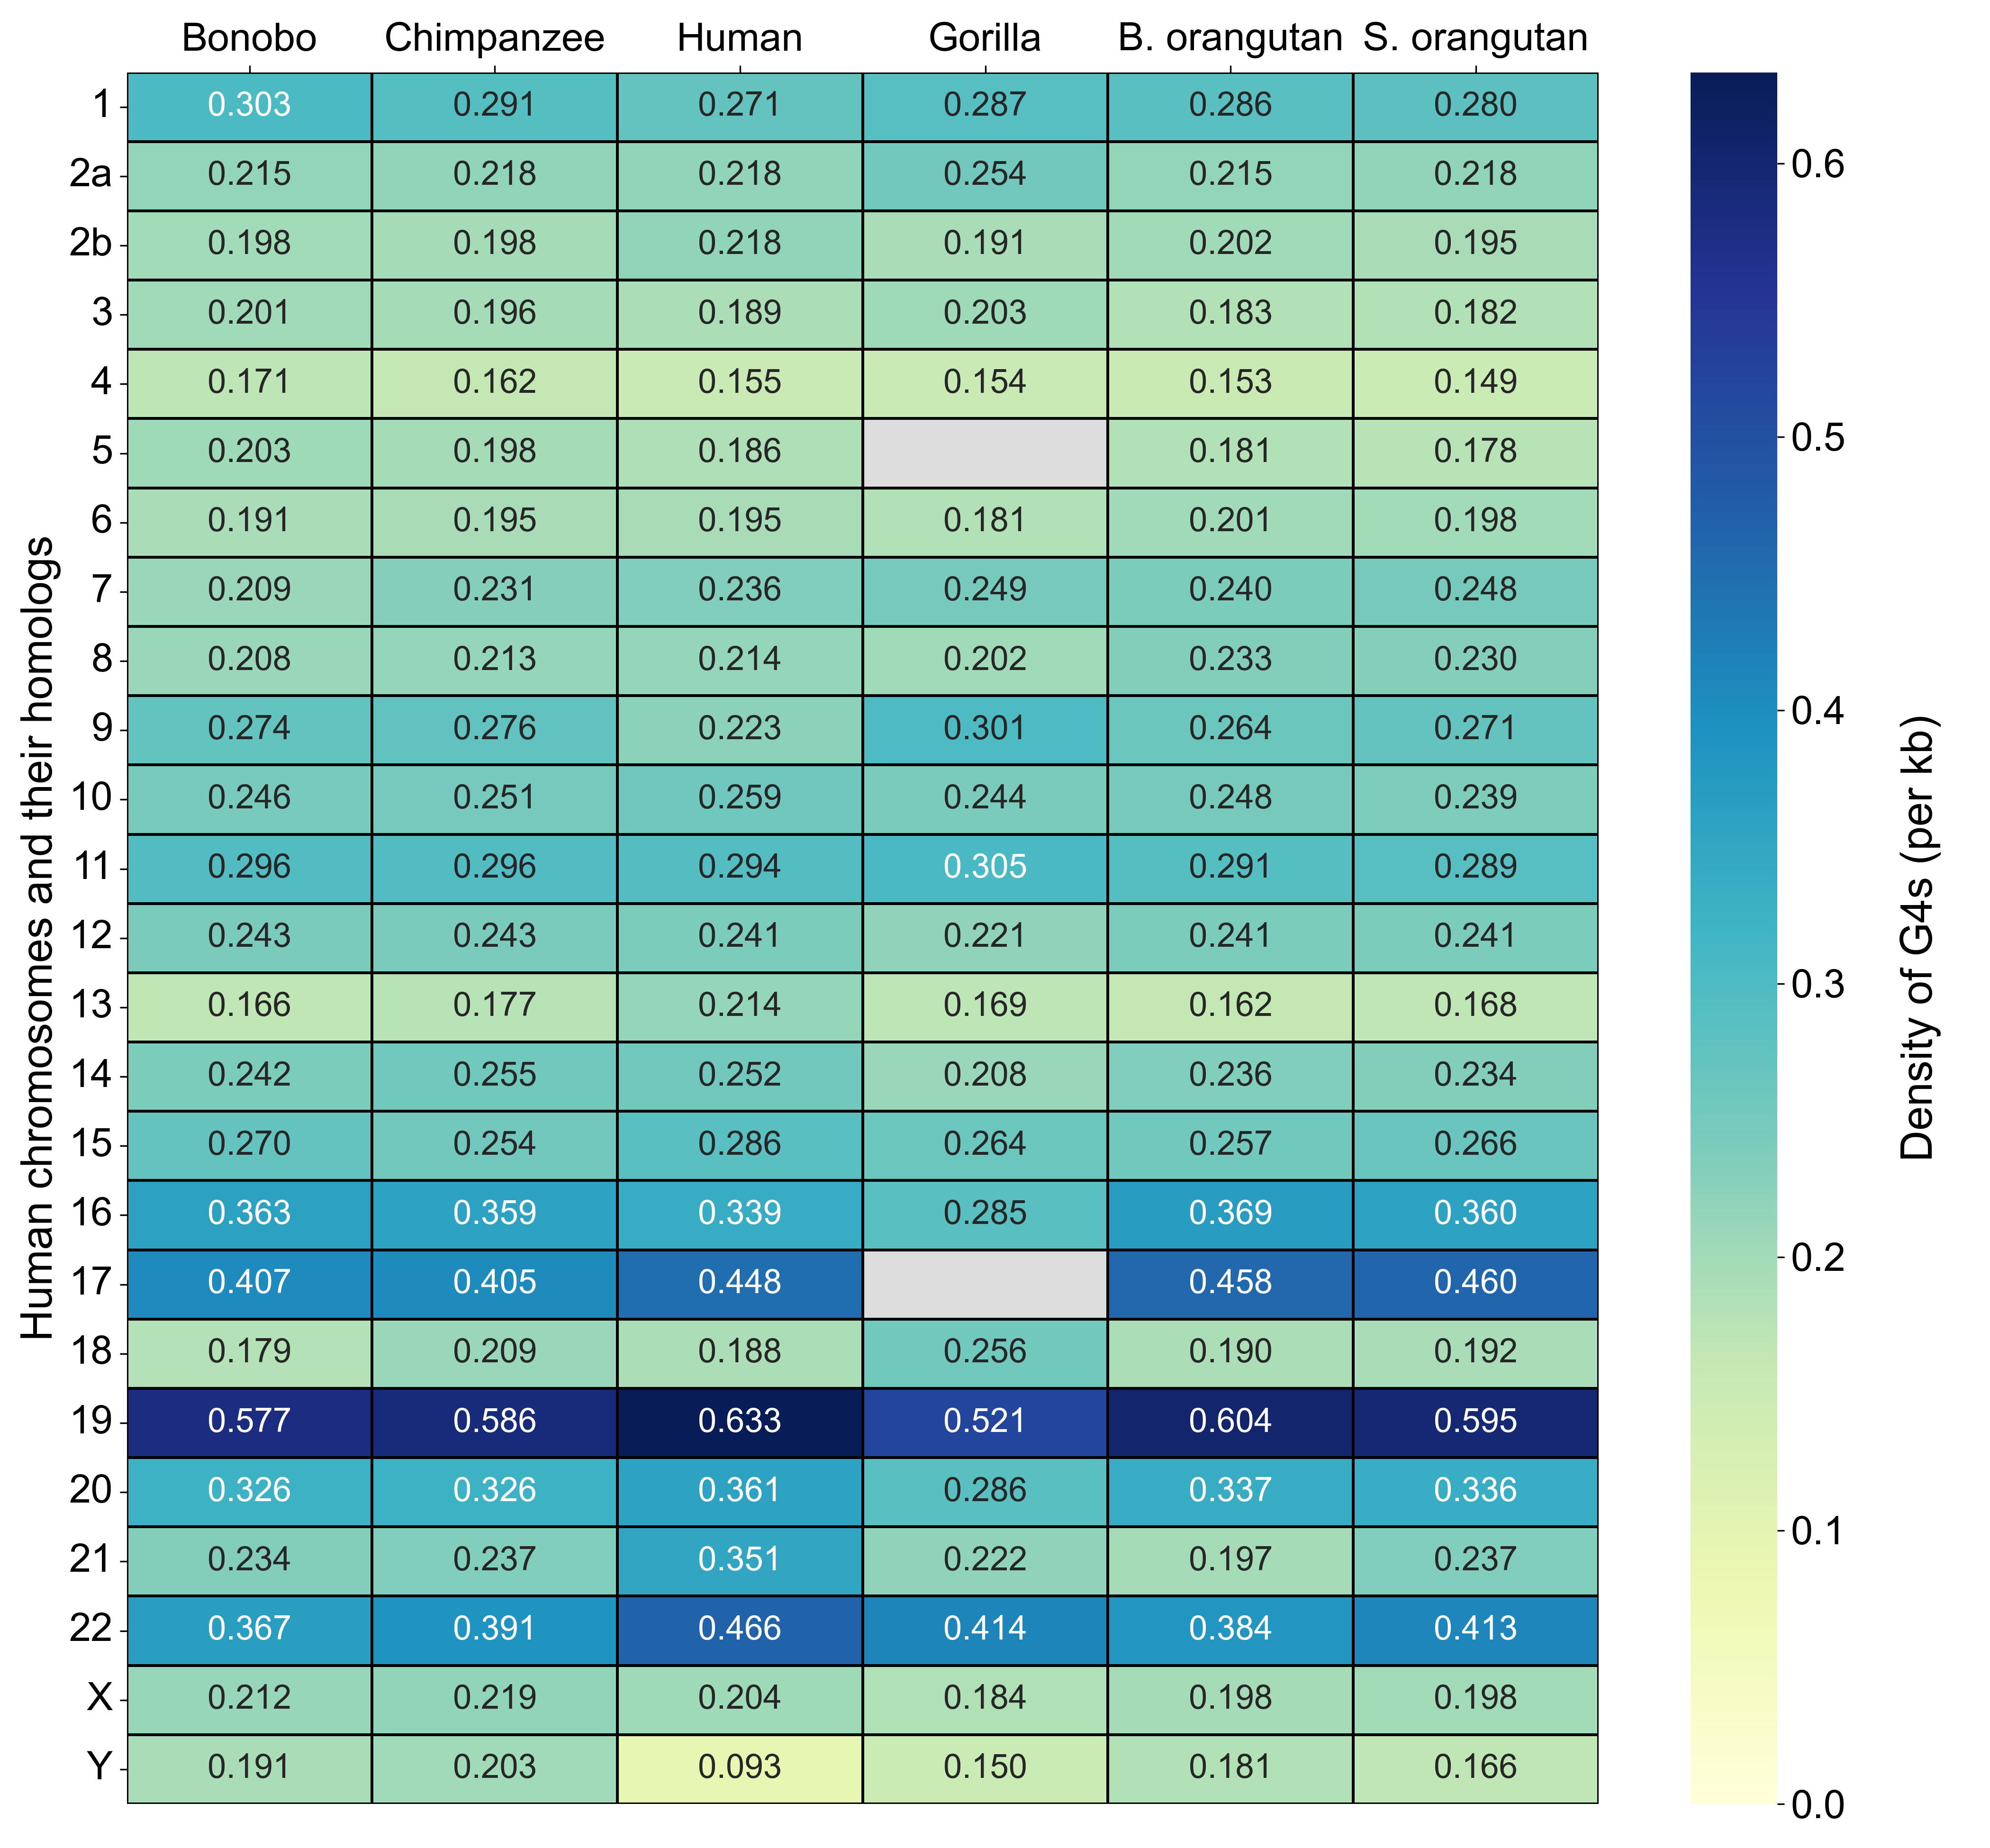 Bonobo Chimpanzee Human Gorilla B. orangutan S. orangutan
1 0.303 0.291 0.271 0.287 0.286 0.280
2a 0.215 0.218 0.218 0.254 0.215 0.218
2b 0.198 0.198 0.218 0.191 0.202 0.195
3 0.201 0.196 0.189 0.203 0.183 0.182
4 0.171 0.162 0.155 0.154 0.153 0.149
5 0.203 0.198 0.186 0.181 0.178
6 0.191 0.195 0.195 0.181 0.201 0.198
7 0.209 0.231 0.236 0.249 0.240 0.248
8 0.208 0.213 0.214 0.202 0.233 0.230
9 0.274 0.276 0.223 0.301 0.264 0.271
10 0.246 0.251 0.259 0.244 0.248 0.239
11 0.296 0.296 0.294 0.305 0.291 0.289
12 0.243 0.243 0.241 0.221 0.241 0.241
13 0.166 0.177 0.214 0.169 0.162 0.168
14 0.242 0.255 0.252 0.208 0.236 0.234
15 0.270 0.254 0.286 0.264 0.257 0.266
16 0.363 0.359 0.339 0.285 0.369 0.360
17 0.407 0.405 0.448 0.458 0.460
18 0.179 0.209 0.188 0.256 0.190 0.192
19 0.577 0.586 0.633 0.521 0.604 0.595
20 0.326 0.326 0.361 0.286 0.337 0.336
21 0.234 0.237 0.351 0.222 0.197 0.237
22 0.367 0.391 0.466 0.414 0.384 0.413
X 0.212 0.219 0.204 0.184 0.198 0.198
Y 0.191 0.203 0.093 0.150 0.181 0.166
Human chromosomes and their homologs
0.6
0.5
0.4
0.3
0.2
0.1
0.0
Density of G4s (per kb)